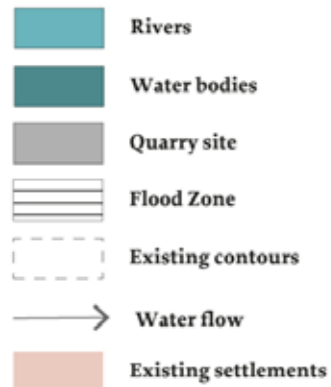 Rivers
Water bodies
Quarry site
Flood Zone
Existing contours
Water flow
Existing settlements